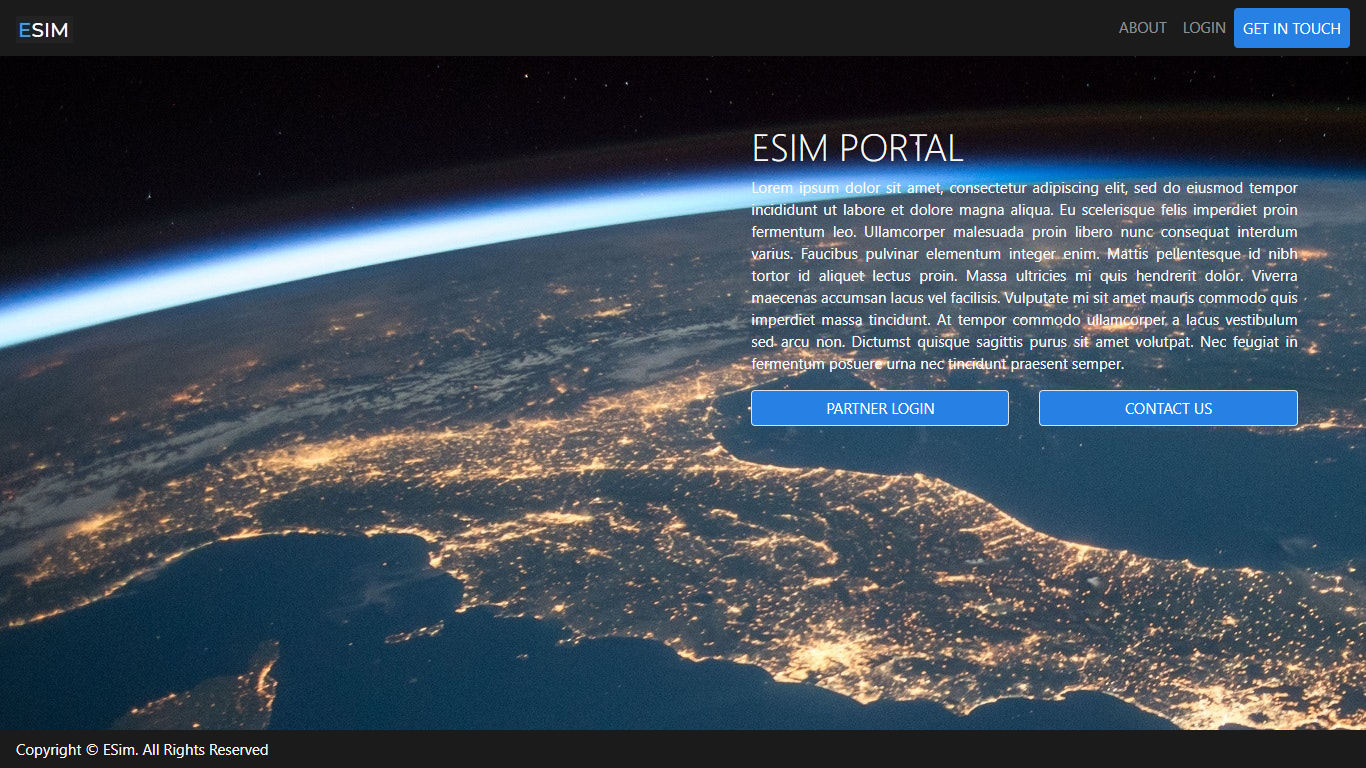 ESIM
ABOUT LOGIN GET IN TOUCH
ESIM PORTAL
Lorem ipsum dolor sit amet, consectetur adipiscing elit, sed do eiusmod tempor
incididunt ut labore et dolore magna aliqua. Eu scelerisque felis imperdiet proin
fermentum leo. Ullamcorper malesuada proin libero nunc consequat interdum
varius. Faucibus pulvinar elementum integer enim. Mattis pellentesque id nibh
tortor id aliquet lectus proin. Massa ultricies mi quis hendrerit dolor. Viverra
maecenas accumsan lacus vel facilisis. Vulputate mi sit amet mauris commodo quis
imperdiet massa tincidunt. At tempor commodo ullamcorper a lacus vestibulum
sed arcu non. Dictumst quisque sagittis purus sit amet volutpat. Nec feugiat in
fermentum posuere urna nec tincidunt praesent semper.
PARTNER LOGIN CONTACT US
Copyright © ESim. All Rights Reserved